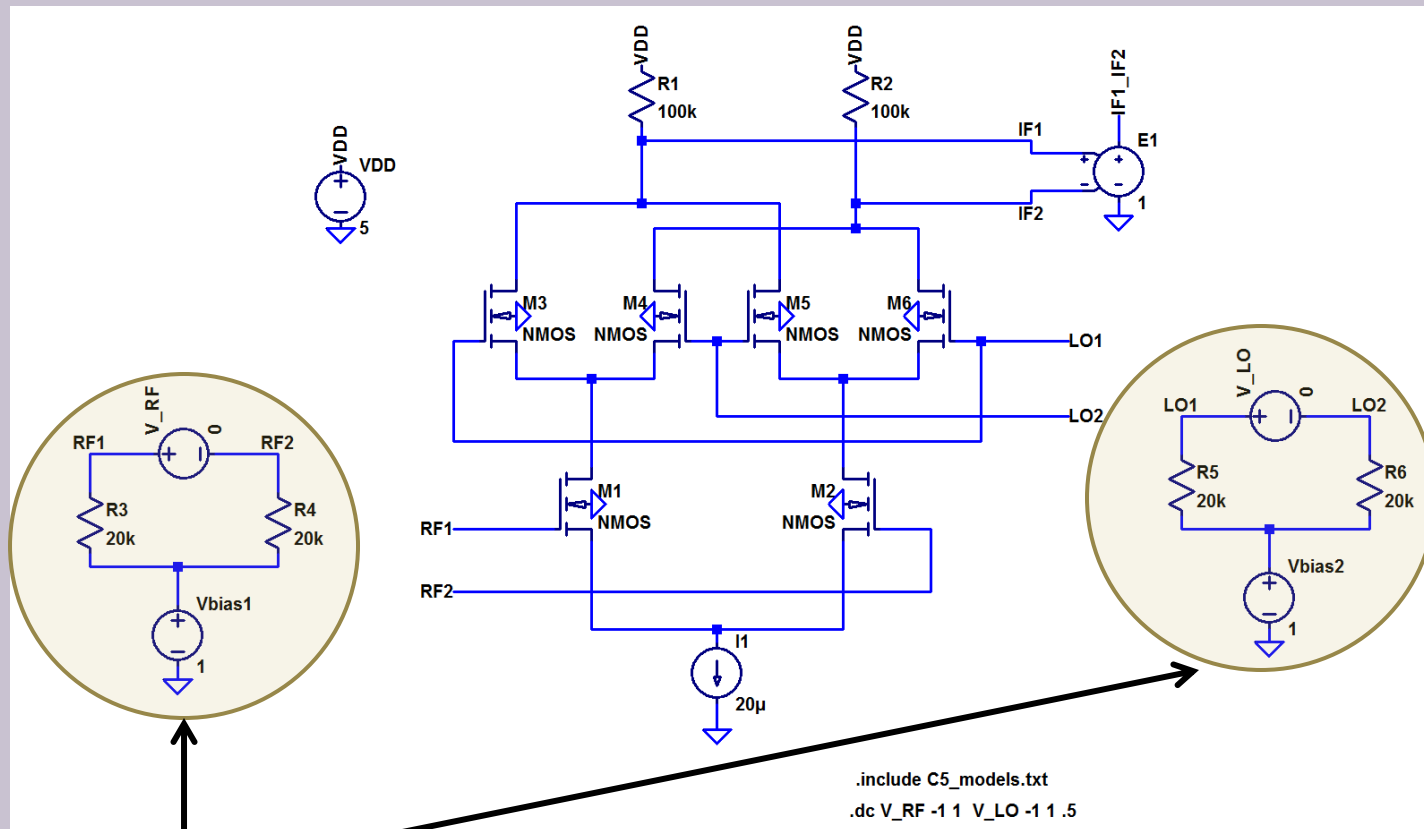 VDD
R1
100k
VDD
R2
100k
IF1_IF2
IF1
E1
IF2
1
VDD
VDD
5
M3
NMOS
M4
NMOS
M5
NMOS
M6
NMOS
LO1
LO2
V_RF
0
RF1
RF2
R3
20k
R4
20k
Vbias1
1
V_LO
0
LO1
LO2
R5
20k
R6
20k
Vbias2
1
RF1
M1
NMOS
M2
NMOS
RF2
I1
20µ
.include C5_models.txt
.dc V_RF -1 1 V_LO -1 1 .5